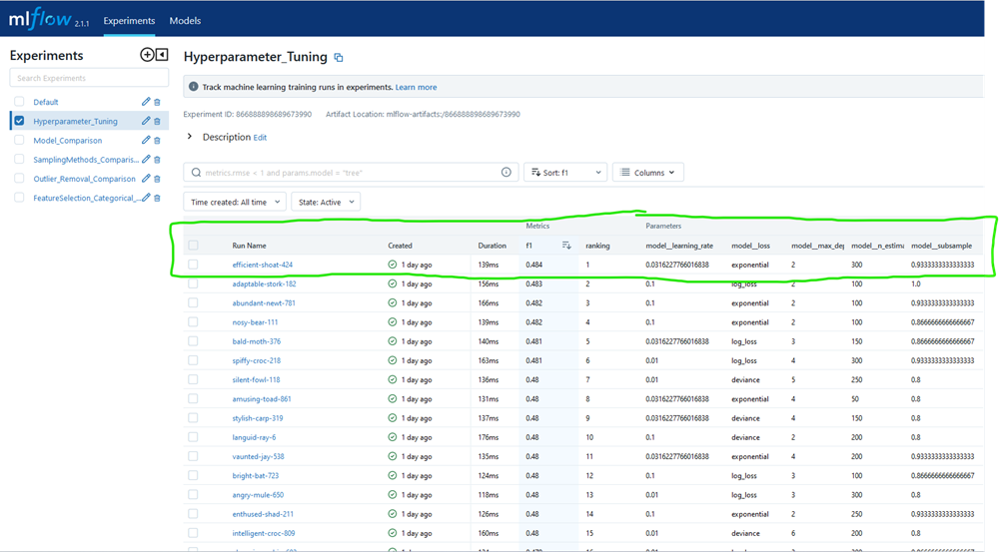 mlflow 2.1.1 Experiments Models
Experiments
Search Experiments
Default
Hyperparameter_Tuning
Model_Comparison
SamplingMethods_Comparis...
Outlier_Removal_Comparison
FeatureSelection_Categorical_...
Hyperparameter_Tuning
Track machine learning training runs in experiments. Learn more
Experiment ID: 866888898689673990 Artifact Location: mlflow-artifacts:/866888898689673990
Description Edit
metrics.rmse < 1 and params.model = "tree" Sort: f1 Columns
Time created: All time State: Active
Metrics Parameters
Run Name Created Duration f1 ranking model__learning_rate model__loss model__max_dep model__n_estima model__subsample
efficient-shoat-424 1 day ago 139ms 0.484 1 0.0316227766016838 exponential 2 300 0.9333333333333333
adaptable-stork-182 1 day ago 156ms 0.483 2 0.1 log_loss 2 100 1.0
abundant-newt-781 1 day ago 166ms 0.482 3 0.1 exponential 2 100 0.9333333333333333
nosy-bear-111 1 day ago 139ms 0.482 4 0.1 exponential 2 100 0.8666666666666667
bald-moth-376 1 day ago 140ms 0.481 5 0.0316227766016838 log_loss 3 150 0.8666666666666667
spiffy-croc-218 1 day ago 163ms 0.481 6 0.01 log_loss 4 300 0.9333333333333333
silent-fowl-118 1 day ago 136ms 0.48 7 0.01 deviance 5 250 0.8
amusing-toad-861 1 day ago 131ms 0.48 8 0.0316227766016838 exponential 4 50 0.8
stylish-carp-319 1 day ago 137ms 0.48 9 0.0316227766016838 deviance 4 150 0.8
languid-ray-6 1 day ago 176ms 0.48 10 0.1 deviance 2 200 0.8
vaunted-jay-538 1 day ago 135ms 0.48 11 0.0316227766016838 exponential 4 200 0.9333333333333333
bright-bat-723 1 day ago 124ms 0.48 12 0.1 log_loss 3 100 0.8666666666666667
angry-mule-650 1 day ago 118ms 0.48 13 0.01 log_loss 3 300 0.8
enthused-shad-211 1 day ago 126ms 0.48 14 0.1 exponential 2 250 0.9333333333333333
intelligent-croc-809 1 day ago 160ms 0.48 15 0.01 deviance 6 200 0.8